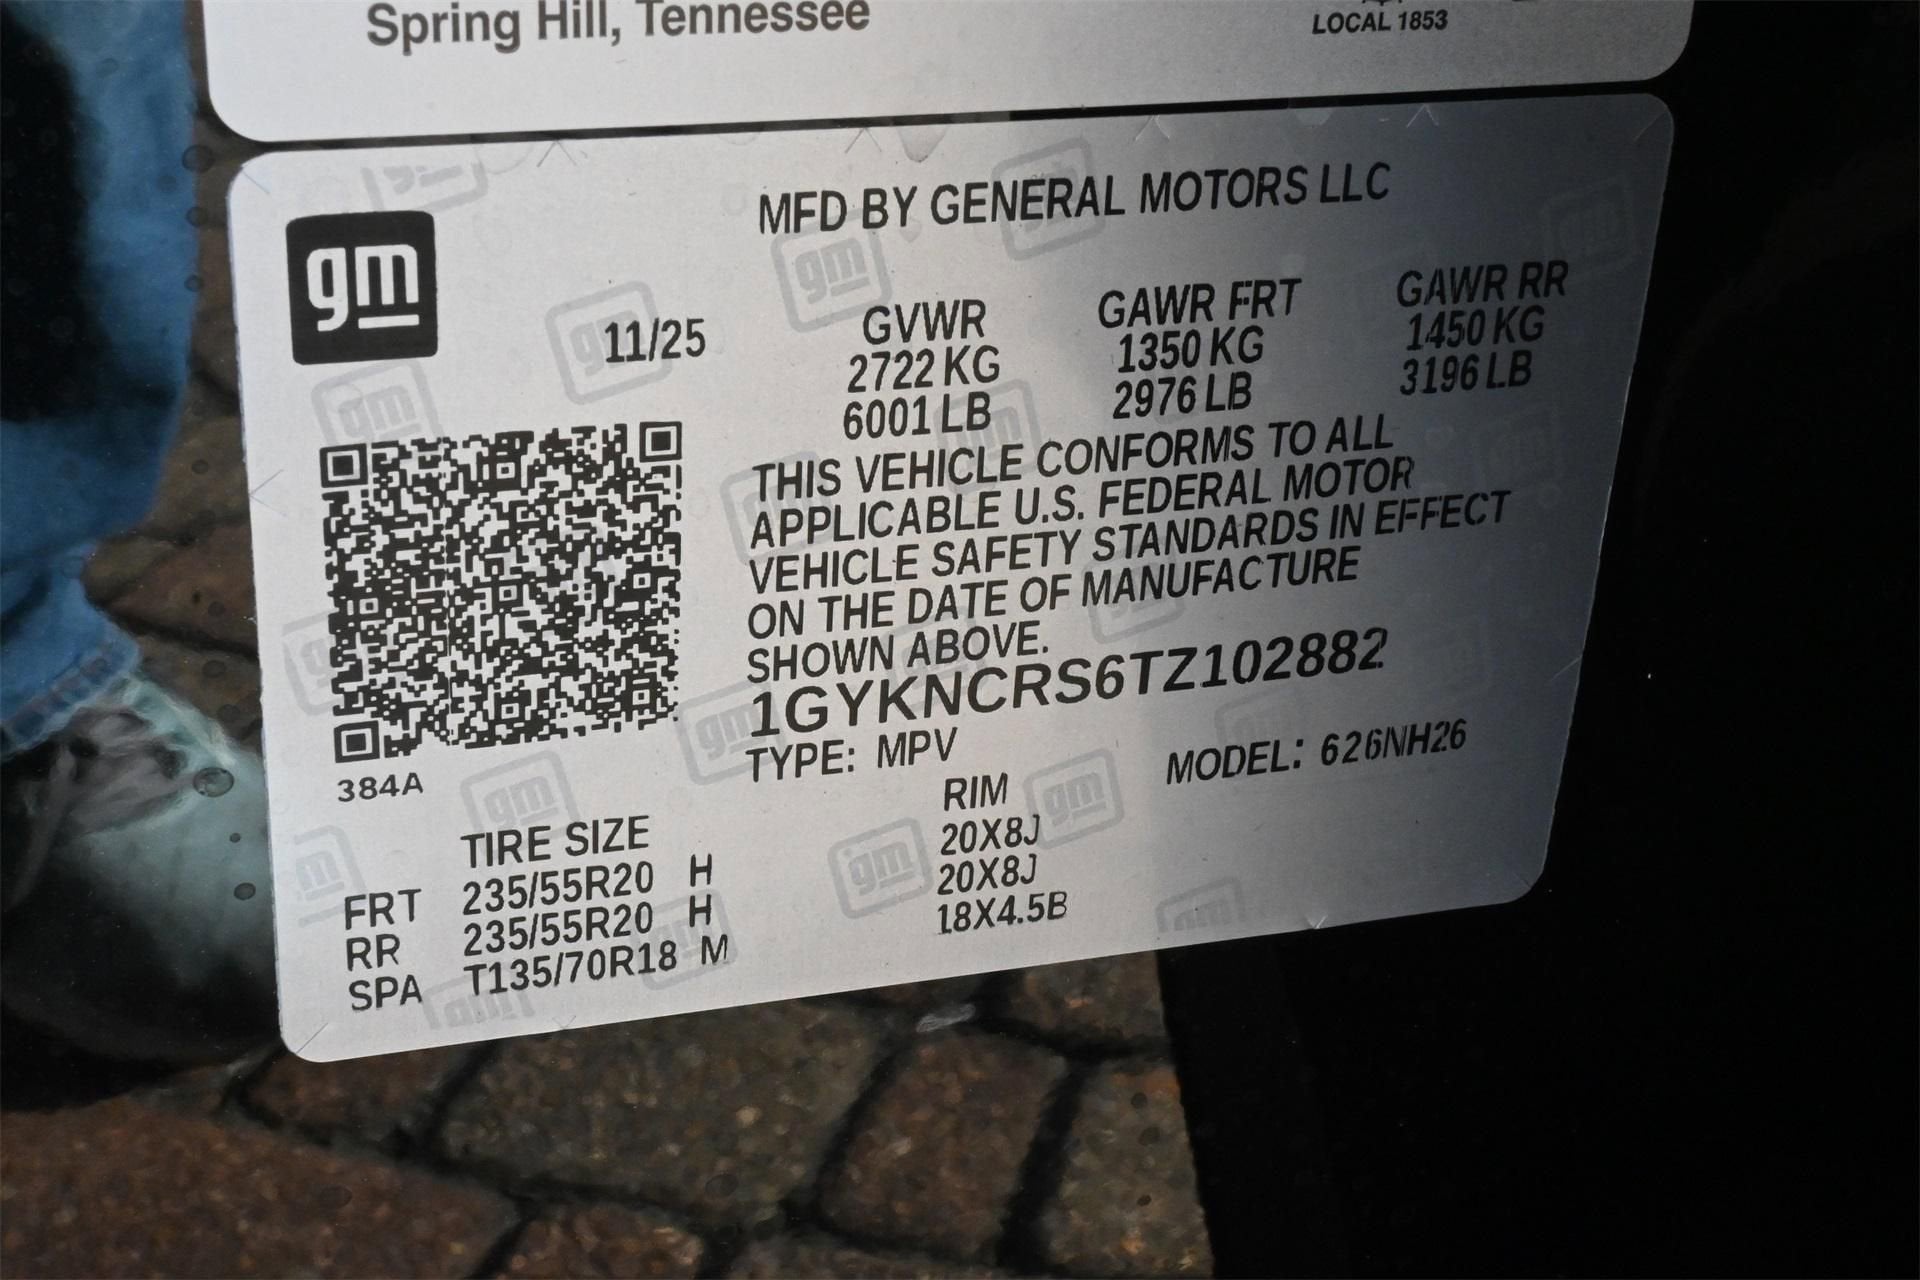 Spring Hill, Tennessee
LOCAL 1853
gm
MFD BY GENERAL MOTORS LLC
11/25
GVWR GAWR FRT GAWR RR
2722 KG 1350 KG 1450 KG
6001 LB 2976 LB 3196 LB
THIS VEHICLE CONFORMS TO ALL
APPLICABLE U.S. FEDERAL MOTOR
VEHICLE SAFETY STANDARDS IN EFFECT
ON THE DATE OF MANUFACTURE
SHOWN ABOVE.
1GYKNCRS6TZ102882
TYPE: MPV MODEL: 626NH26
384A
TIRE SIZE RIM
FRT 235/55R20 H 20X8J
RR 235/55R20 H 20X8J
SPA T135/70R18 M 18X4.5B